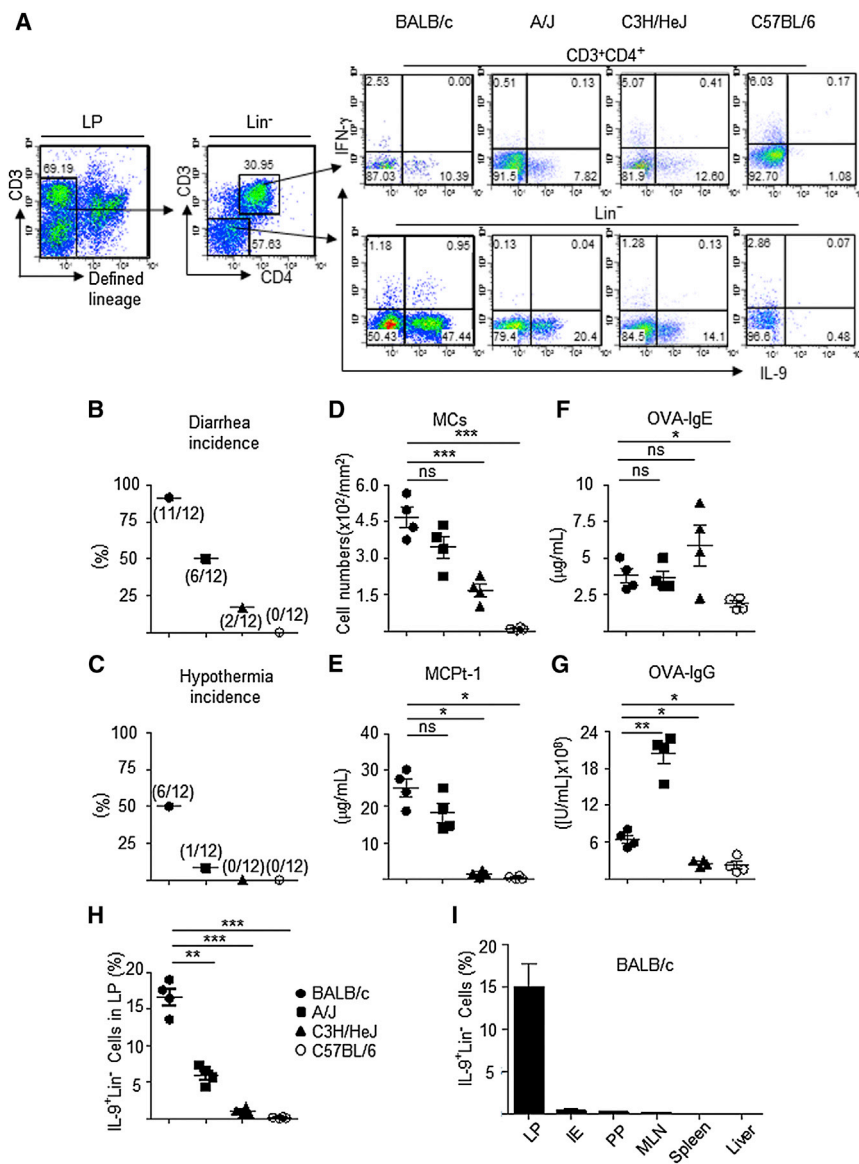 A
BALB/c A/J C3H/HeJ C57BL/6
CD3+CD4+
LP
Lin-
69.19
30.95
57.63
CD3
CD3
Defined
lineage
CD4
IFN-γ
2.53 0.00 0.51 0.13 5.07 0.41 6.03 0.17
87.03 10.39 91.5 7.82 81.9 12.60 92.70 1.08
Lin-
1.18 0.95 0.13 0.04 1.28 0.13 2.86 0.07
50.43 47.44 79.4 20.4 84.5 14.1 96.6 0.48
IL-9
B
Diarrhea
incidence
(%)
100
75
50
25
(11/12)
(6/12)
(2/12)
(0/12)
D
MCs
***
***
ns
Cell numbers(x10²/mm²)
6.0
4.5
3.0
1.5
F
OVA-IgE
*
ns
ns
(μg/mL)
10
7.5
5
2.5
C
Hypothermia
incidence
(%)
100
75
50
25
(6/12)
(1/12)
(0/12)
(0/12)
E
MCPt-1
*
*
ns
(μg/mL)
40
30
20
10
G
OVA-IgG
*
*
**
([U/mL]x10⁸)
24
18
12
6
H
***
***
**
IL-9+Lin- Cells in LP (%)
20
15
10
5
BALB/c
A/J
C3H/HeJ
C57BL/6
I
BALB/c
IL-9+Lin- Cells (%)
20
15
10
5
LP IE PP MLN Spleen Liver